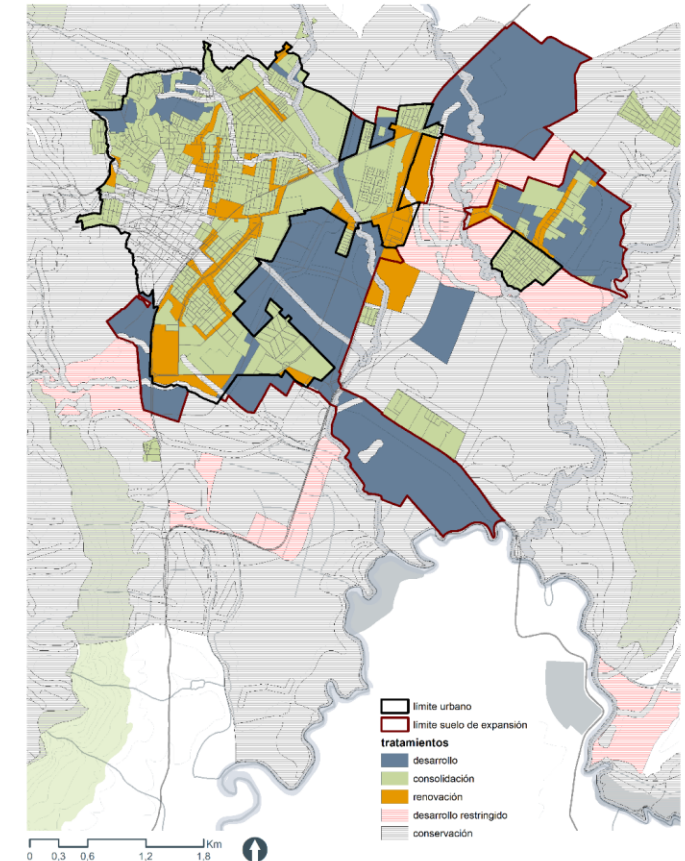 límite urbano
límite suelo de expansión
tratamientos
desarrollo
consolidación
renovación
desarrollo restringido
conservación
Km
0 0,3 0,6 1,2 1,8